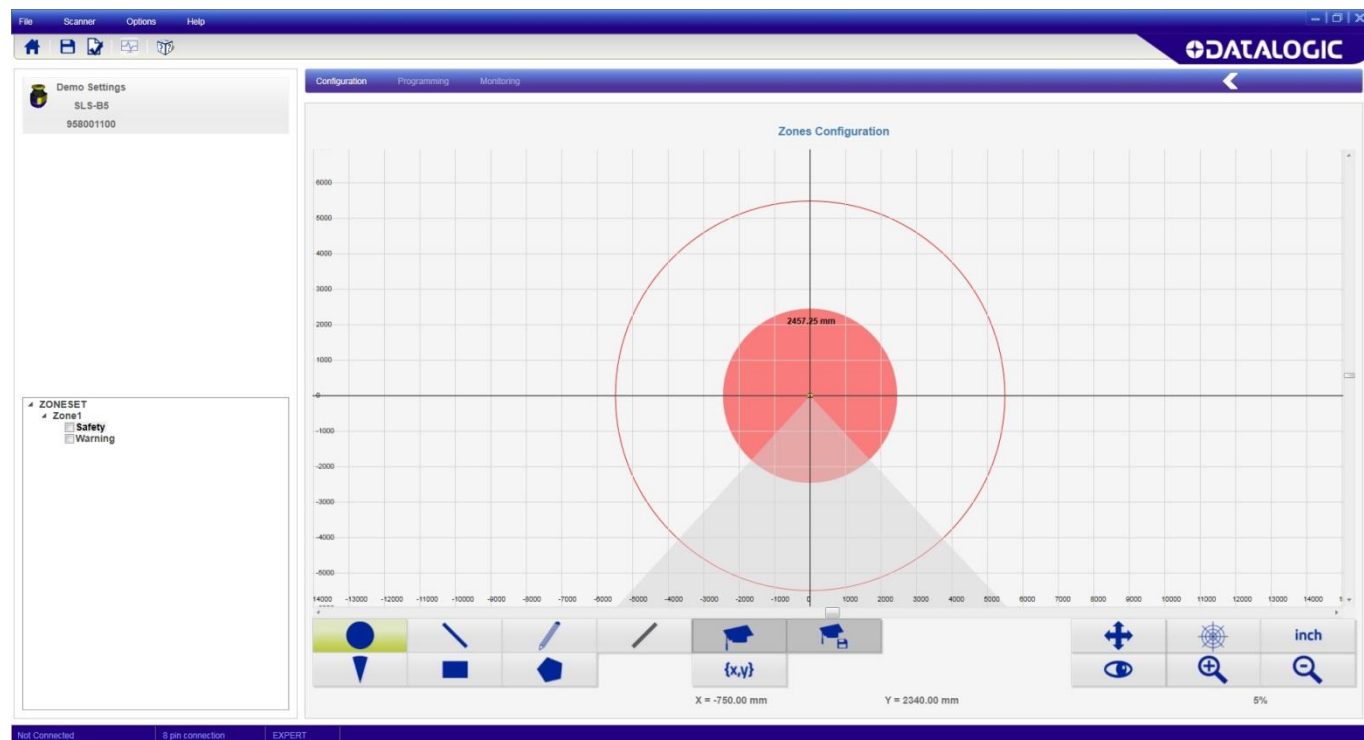 File Scanner Options Help
DATALOGIC
Demo Settings
SLS-B5
958001100
Configuration Programming Monitoring
Zones Configuration
6000
5000
4000
3000
2000
2457.25 mm
1000
0
-1000
-2000
-3000
-4000
-5000
14000 -13000 -12000 -11000 -10000 -9000 -8000 -7000 -6000 -5000 -4000 -3000 -2000 -1000 0 1000 2000 3000 4000 5000 6000 7000 8000 9000 10000 11000 12000 13000 14000
ZONESET
Zone1
Safety
Warning
inch
{x,y}
X = -750.00 mm Y = 2340.00 mm 5%
Not Connected 8 pin connection EXPERT